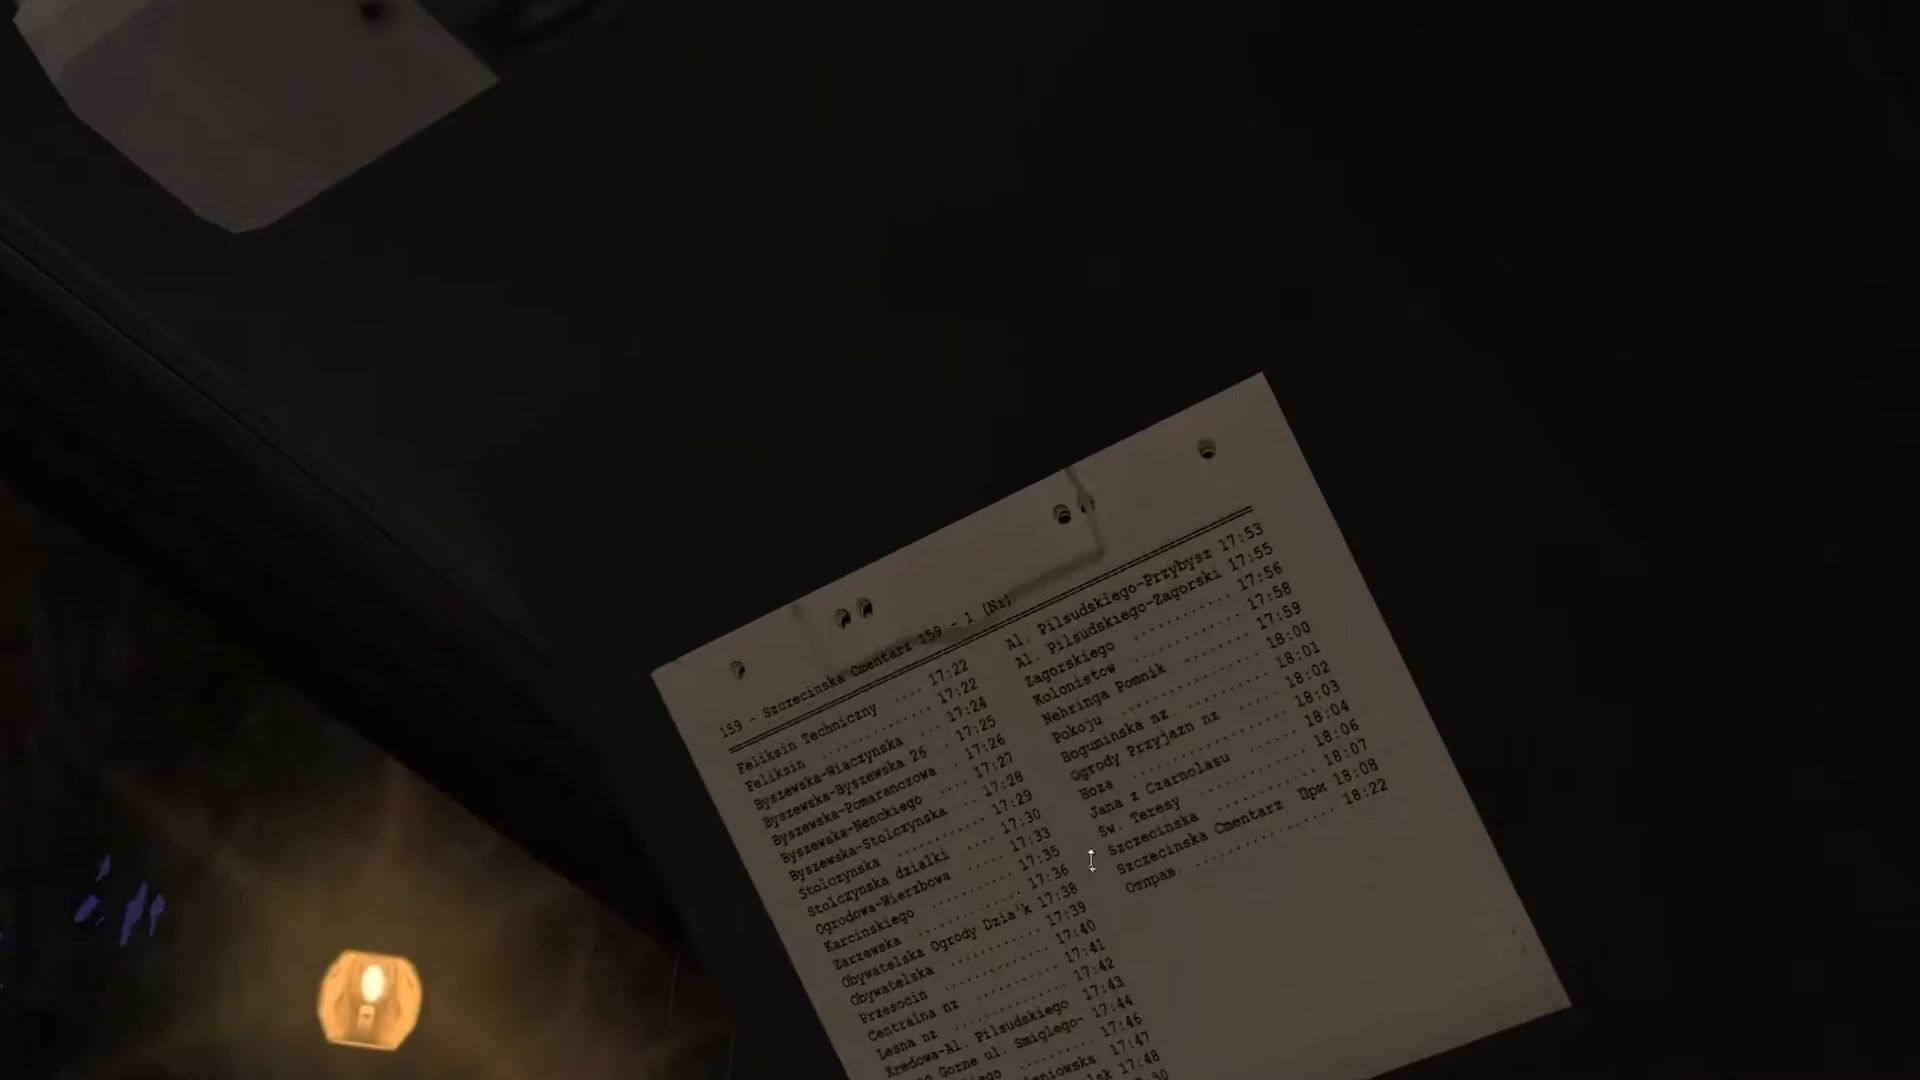 159 - Szczecinska Cmentarz 159 - 1 (Ni)
Feliksin Techniczny .... 17:22
Feliksin ............... 17:22
Byszewska-Wiaczynska ... 17:24
Byszewska-Byszewska 26 . 17:25
Byszewska-Pomaranczowa . 17:26
Byszewska-Nenckiego .... 17:27
Byszewska-Stolczynska .. 17:28
Stolczynska ............ 17:29
Stolczynska dzialki .... 17:30
Ogrodowa-Wierzbowa ..... 17:33
Karcinskiego ........... 17:35
Zarzewska .............. 17:36
Obywatelska Ogrody Dzia'k 17:38
Obywatelska ............ 17:39
Przesocin .............. 17:40
Centralna nz ........... 17:41
Lesna nz ............... 17:42
Kredowa-Al. Pilsudskiego 17:43
Gorne ul. Smiglego- 17:44
17:46
17:47
17:48
Al. Pilsudskiego-Przybysz 17:53
Al. Pilsudskiego-Zagorski 17:55
Zagorskiego ............ 17:56
Kolonistow ............. 17:58
Nehringa Pomnik ........ 17:59
Pokoju ................. 18:00
Boguminska nz .......... 18:01
Ogrody Przyjazn nz ..... 18:02
Hoza ................... 18:03
Jana z Czarnolasu ...... 18:04
Sw. Teresy ............. 18:06
Szczecinska ............ 18:07
Szczecinska Cmentarz При 18:08
Отправ. ................ 18:22